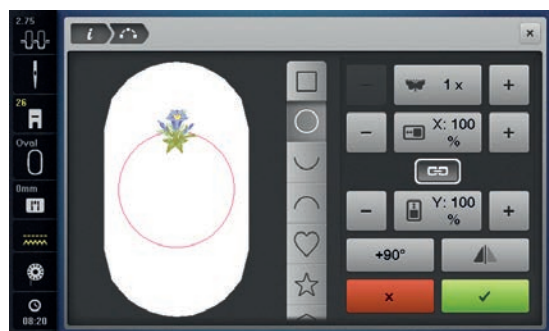 2.75
i
×
26
Oval
0mm
08:20
− 1 x +
− X: 100 % +
− Y: 100 % +
+90°
×